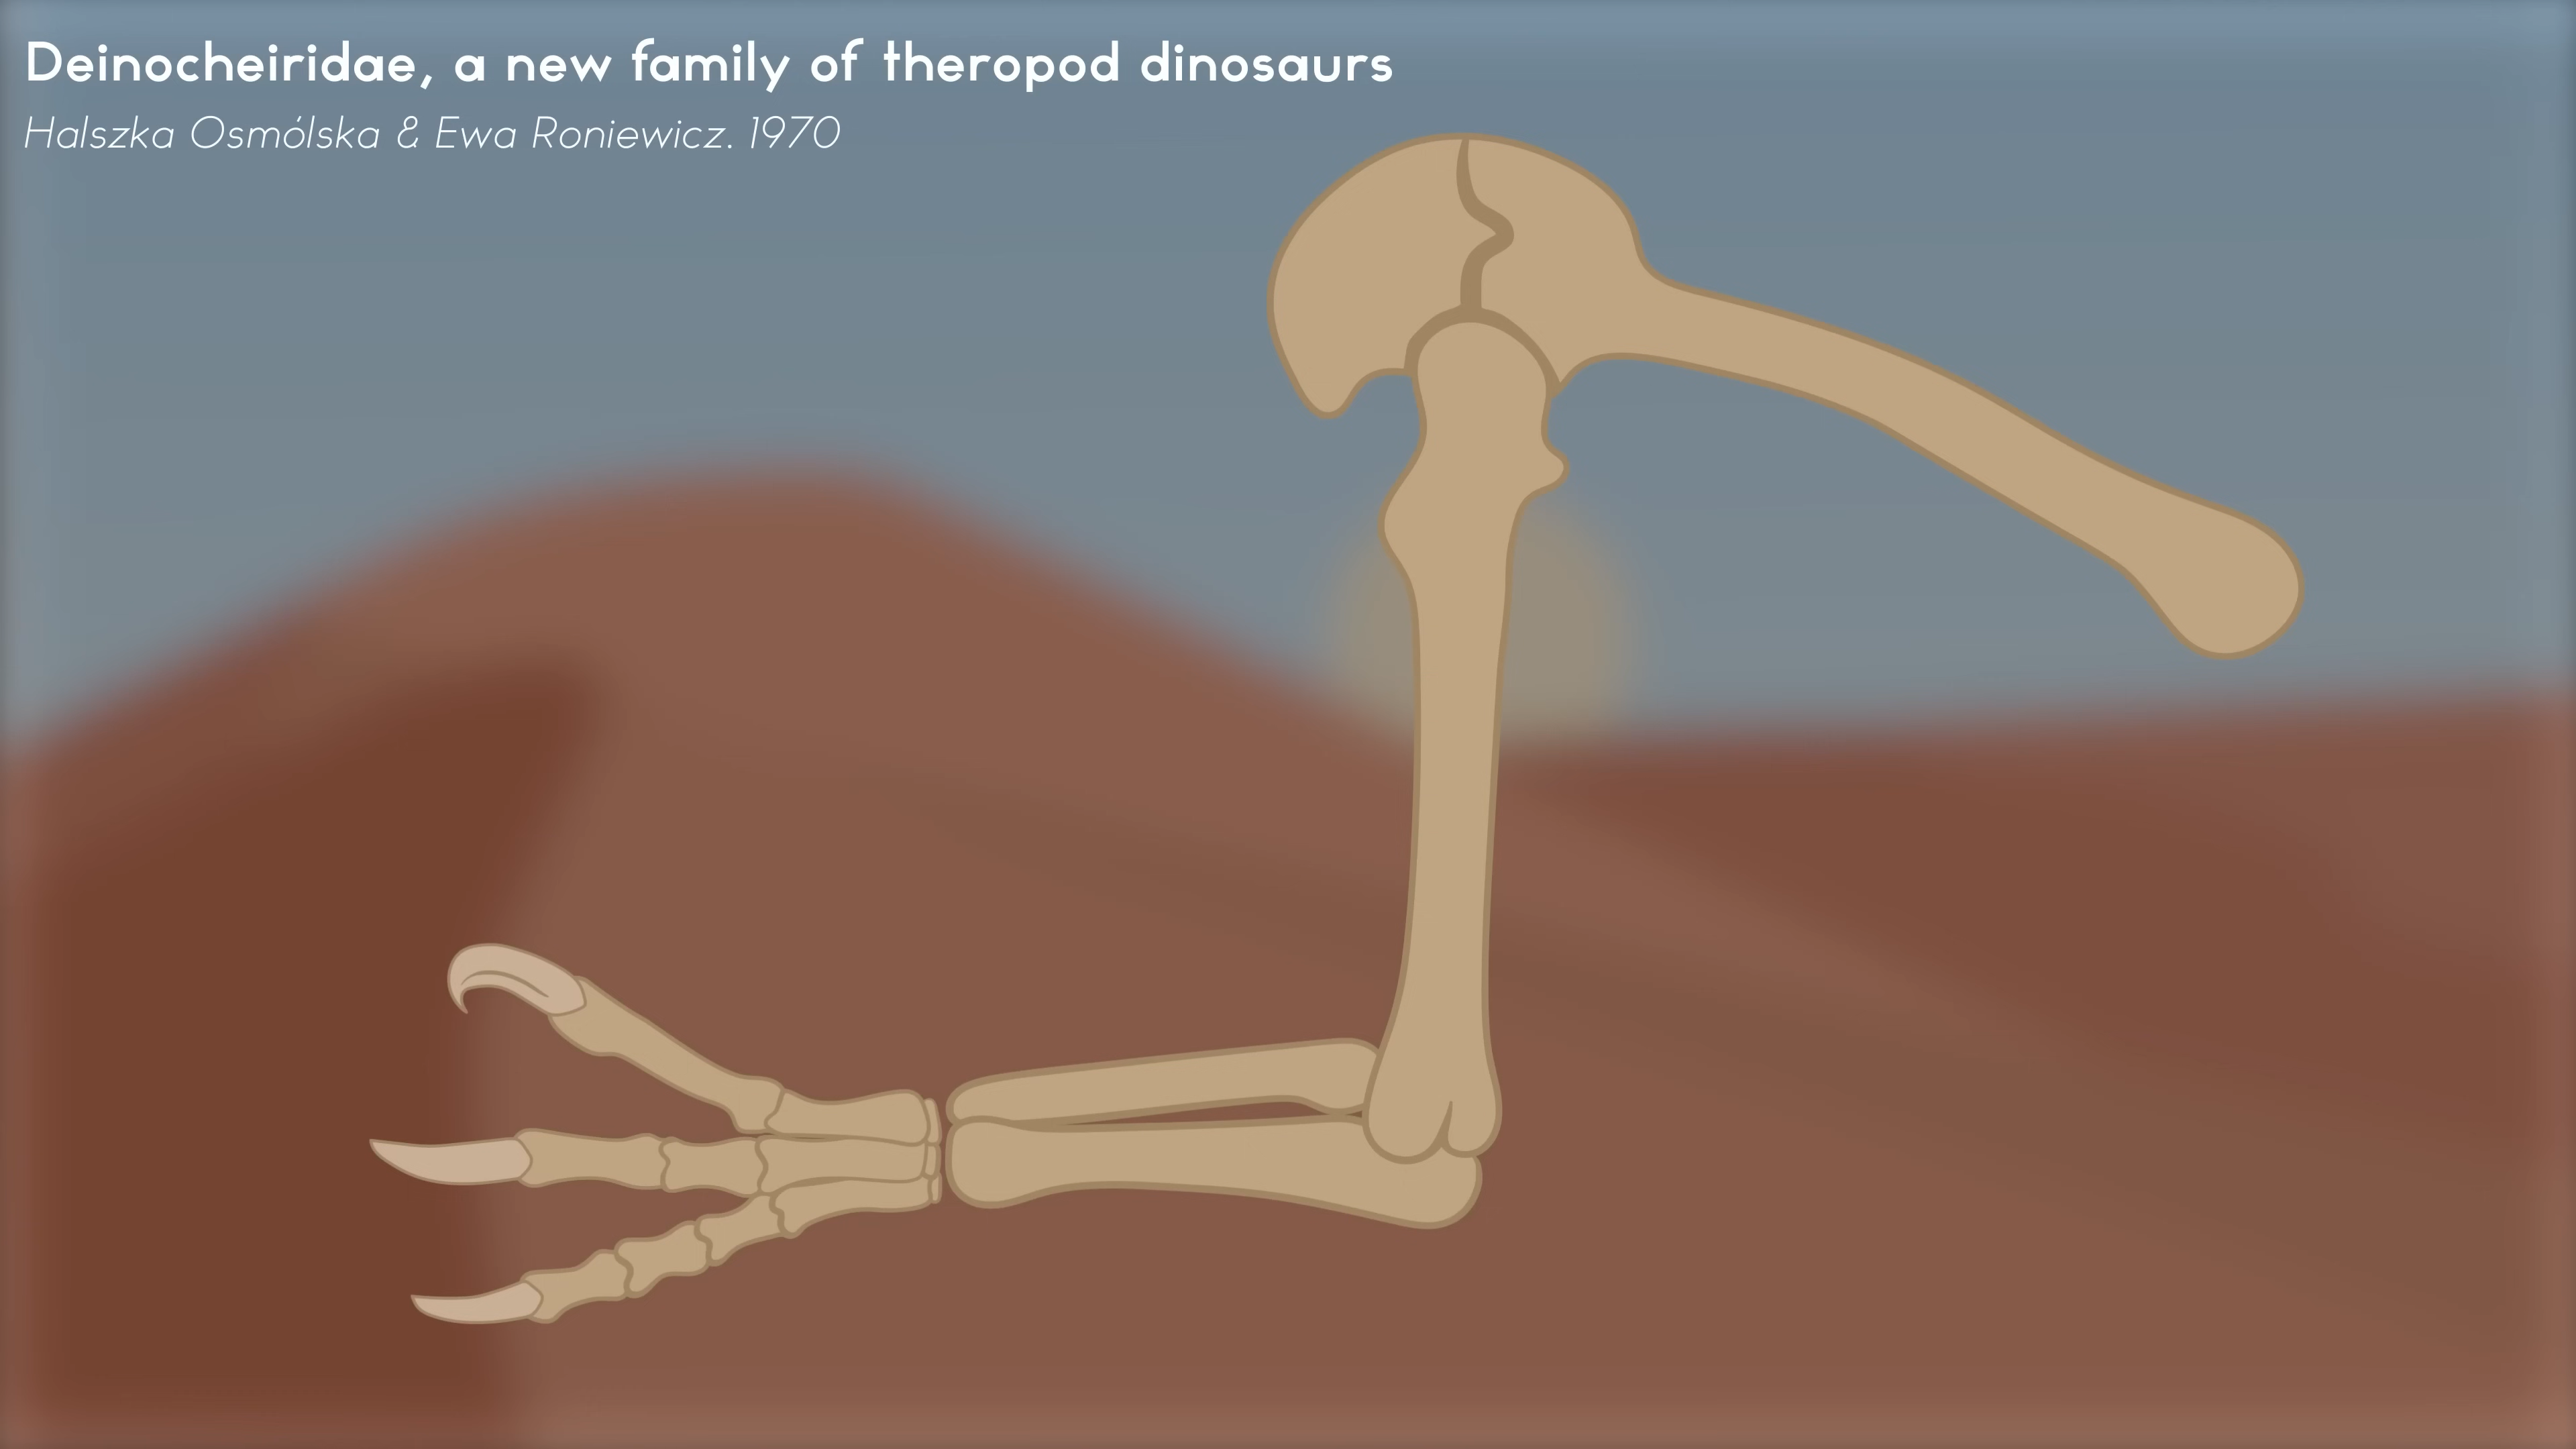 Deinocheiridae, a new family of theropod dinosaurs
Halszka Osmólska & Ewa Roniewicz. 1970